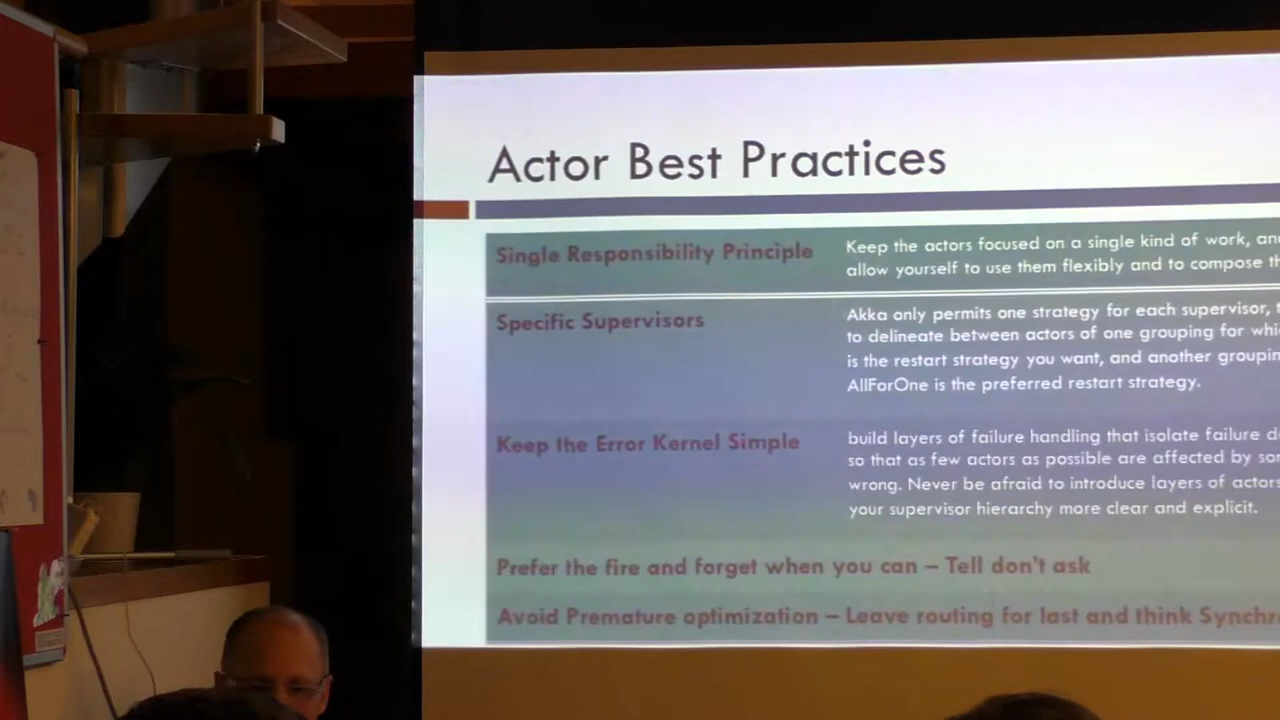 Actor Best Practices
Single Responsibility Principle
Keep the actors focused on a single kind of work, and
allow yourself to use them flexibly and to compose
Specific Supervisors
Akka only permits one strategy for each supervisor,
to delineate between actors of one grouping for
is the restart strategy you want, and another
AllForOne is the preferred restart strategy.
Keep the Error Kernel Simple
build layers of failure handling that isolate failure
so that as few actors as possible are affected by
wrong. Never be afraid to introduce layers of actors
your supervisor hierarchy more clear and explicit.
Prefer the fire and forget when you can – Tell don't ask
Avoid Premature optimization – Leave routing for last and think